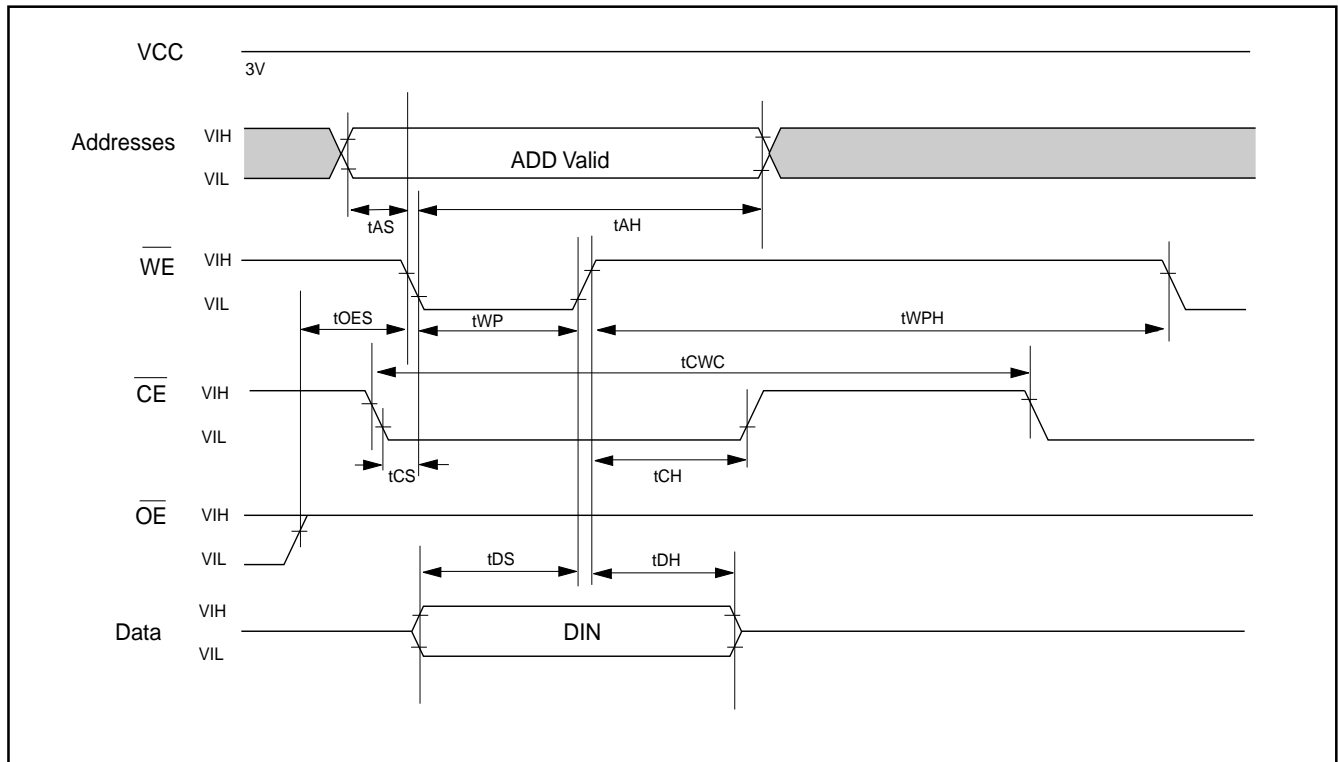 VCC
3V
Addresses
VIH
ADD Valid
VIL
tAS
tAH
WE
VIH
VIL
tOES
tWP
tWPH
tCWC
CE
VIH
VIL
tCS
tCH
OE
VIH
VIL
tDS
tDH
VIH
Data
DIN
VIL